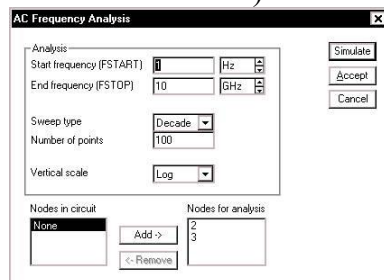 AC Frequency Analysis
Analysis
Start frequency (FSTART) 1 Hz
Simulate
End frequency (FSTOP) 10 GHz
Accept
Cancel
Sweep type Decade
Number of points 100
Vertical scale Log
Nodes in circuit
Nodes for analysis
None
Add ->
2
3
<- Remove